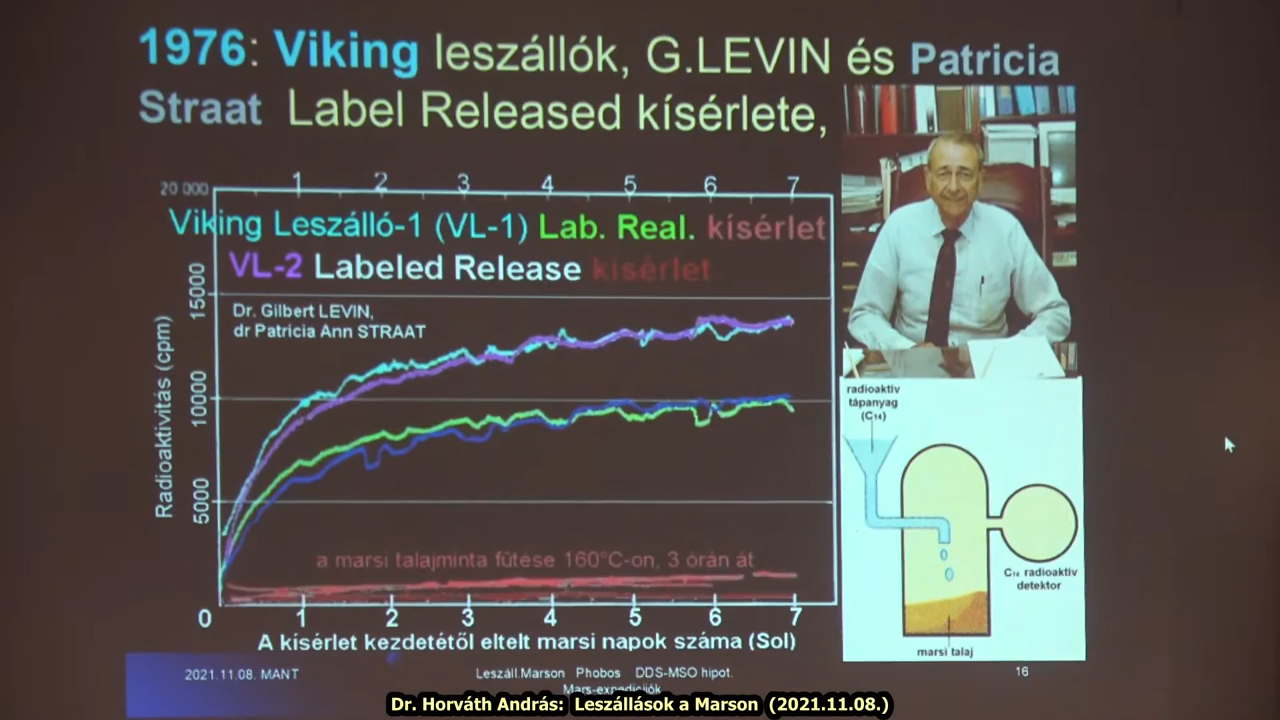 1976: Viking leszállók, G.LEVIN és Patricia
Straat Label Released kísérlete,
1 2 3 4 5 6 7
20 000
Viking Leszálló-1 (VL-1) Lab. Real. kísérlet
VL-2 Labeled Release kísérlet
15000
Dr. Gilbert LEVIN,
dr Patricia Ann STRAAT
10000
Radioaktivitás (cpm)
5000
a marsi talajminta fűtése 160°C-on, 3 órán át
0 1 2 3 4 5 6 7
A kísérlet kezdetétől eltelt marsi napok száma (Sol)
radioaktiv
tápanyag
(C₁₄)
C₁₄ radioaktiv
detektor
marsi talaj
2021.11.08. MANT
Leszáll.Marson Phobos DDS-MSO hipot.
Mars-expedíciók
16
Dr. Horváth András: Leszállások a Marson (2021.11.08.)